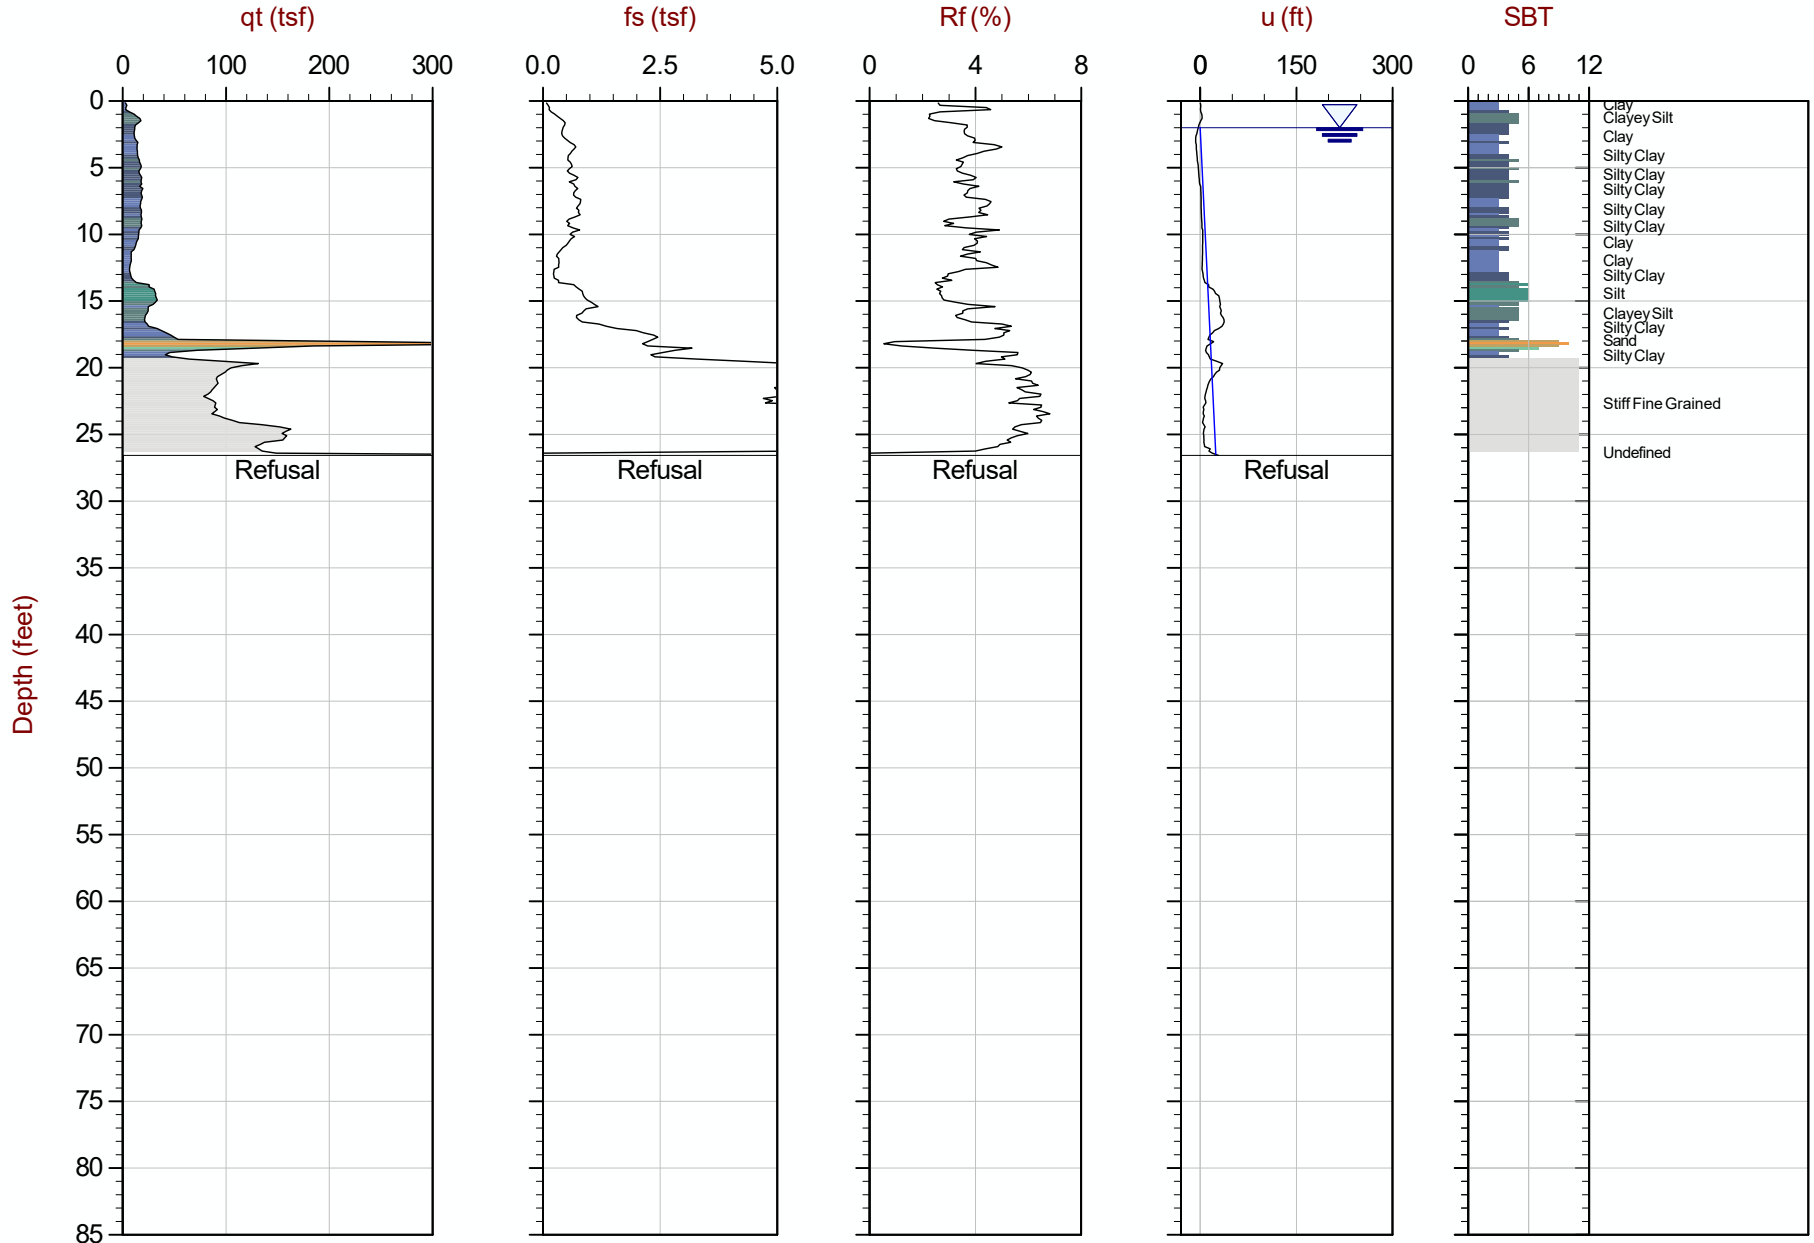 qt (tsf) fs (tsf) Rf (%) u (ft) SBT
0 100 200 300 0.0 2.5 5.0 0 4 8 0 150 300 0 6 12
0
5
10
15
20
25
30
35
40
45
50
55
60
65
70
75
80
85
Depth (feet)
Refusal Refusal Refusal Refusal
Clay
Clayey Silt
Clay
Silty Clay
Silty Clay
Silty Clay
Silty Clay
Silty Clay
Clay
Clay
Silty Clay
Silt
Clayey Silt
Silty Clay
Sand
Silty Clay
Stiff Fine Grained
Undefined